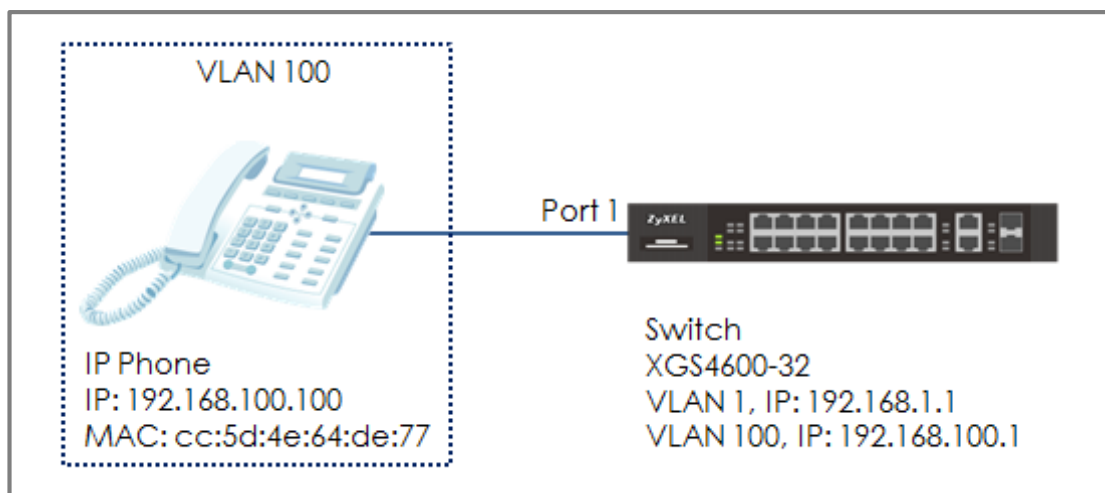 VLAN 100
Port 1
ZyXEL
IP Phone
IP: 192.168.100.100
MAC: cc:5d:4e:64:de:77
Switch
XGS4600-32
VLAN 1, IP: 192.168.1.1
VLAN 100, IP: 192.168.100.1